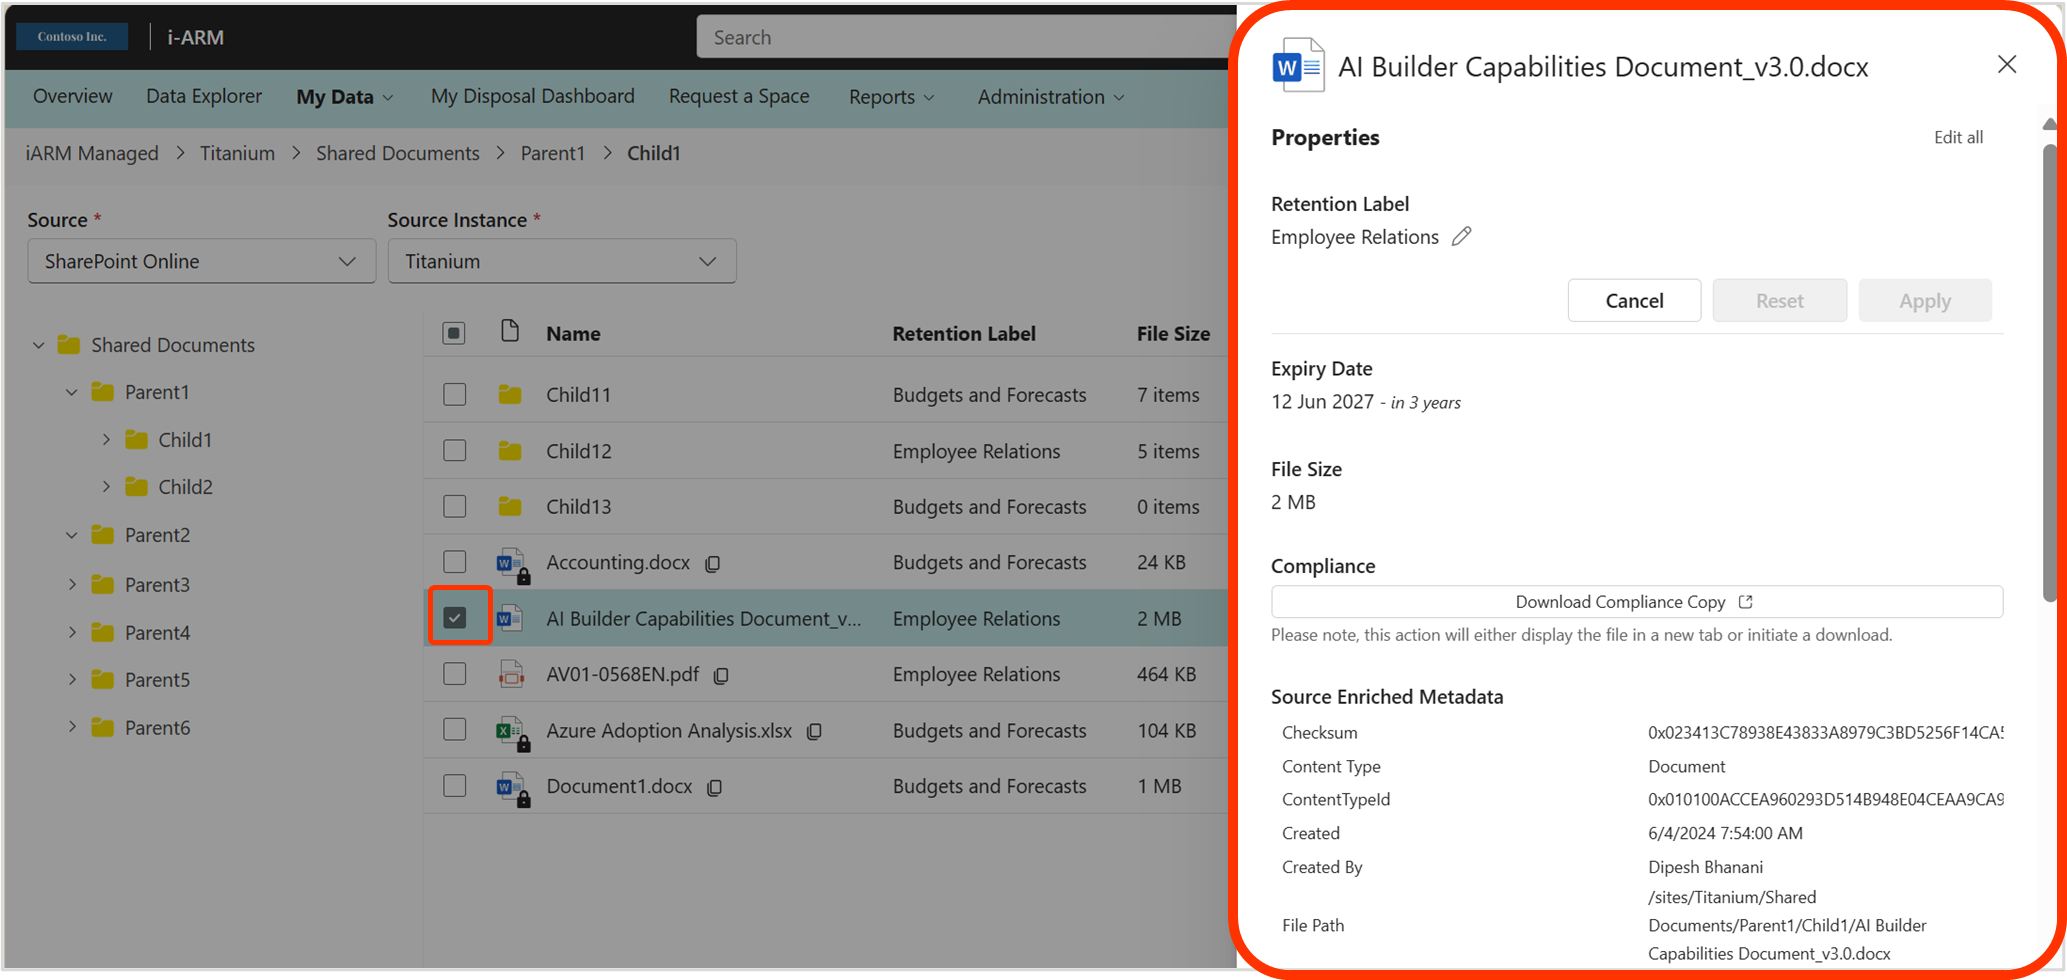 Contoso Inc.
i-ARM
Search
Overview Data Explorer My Data My Disposal Dashboard Request a Space Reports Administration
iARM Managed > Titanium > Shared Documents > Parent1 > Child1
Source * Source Instance *
SharePoint Online Titanium
Shared Documents
Parent1
Child1
Child2
Parent2
Parent3
Parent4
Parent5
Parent6
Name Retention Label File Size
Child11 Budgets and Forecasts 7 items
Child12 Employee Relations 5 items
Child13 Budgets and Forecasts 0 items
Accounting.docx Budgets and Forecasts 24 KB
AI Builder Capabilities Document_v... Employee Relations 2 MB
AV01-0568EN.pdf Employee Relations 464 KB
Azure Adoption Analysis.xlsx Budgets and Forecasts 104 KB
Document1.docx Budgets and Forecasts 1 MB
AI Builder Capabilities Document_v3.0.docx
Properties Edit all
Retention Label
Employee Relations
Cancel Reset Apply
Expiry Date
12 Jun 2027 - in 3 years
File Size
2 MB
Compliance
Download Compliance Copy
Please note, this action will either display the file in a new tab or initiate a download.
Source Enriched Metadata
Checksum 0x023413C78938E43833A8979C3BD5256F14CA5
Content Type Document
ContentTypeId 0x010100ACCEA960293D514B948E04CEAA9CA9
Created 6/4/2024 7:54:00 AM
Created By Dipesh Bhanani
/sites/Titanium/Shared
File Path Documents/Parent1/Child1/AI Builder
Capabilities Document_v3.0.docx